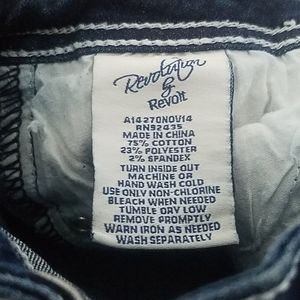 Revolution
By
Revolt
A14270NOV14
RN92435
MADE IN CHINA
75% COTTON
23% POLYESTER
2% SPANDEX
TURN INSIDE OUT
MACHINE OR
HAND WASH COLD
USE ONLY NON-CHLORINE
BLEACH WHEN NEEDED
TUMBLE DRY LOW
REMOVE PROMPTLY
WARM IRON AS NEEDED
WASH SEPARATELY